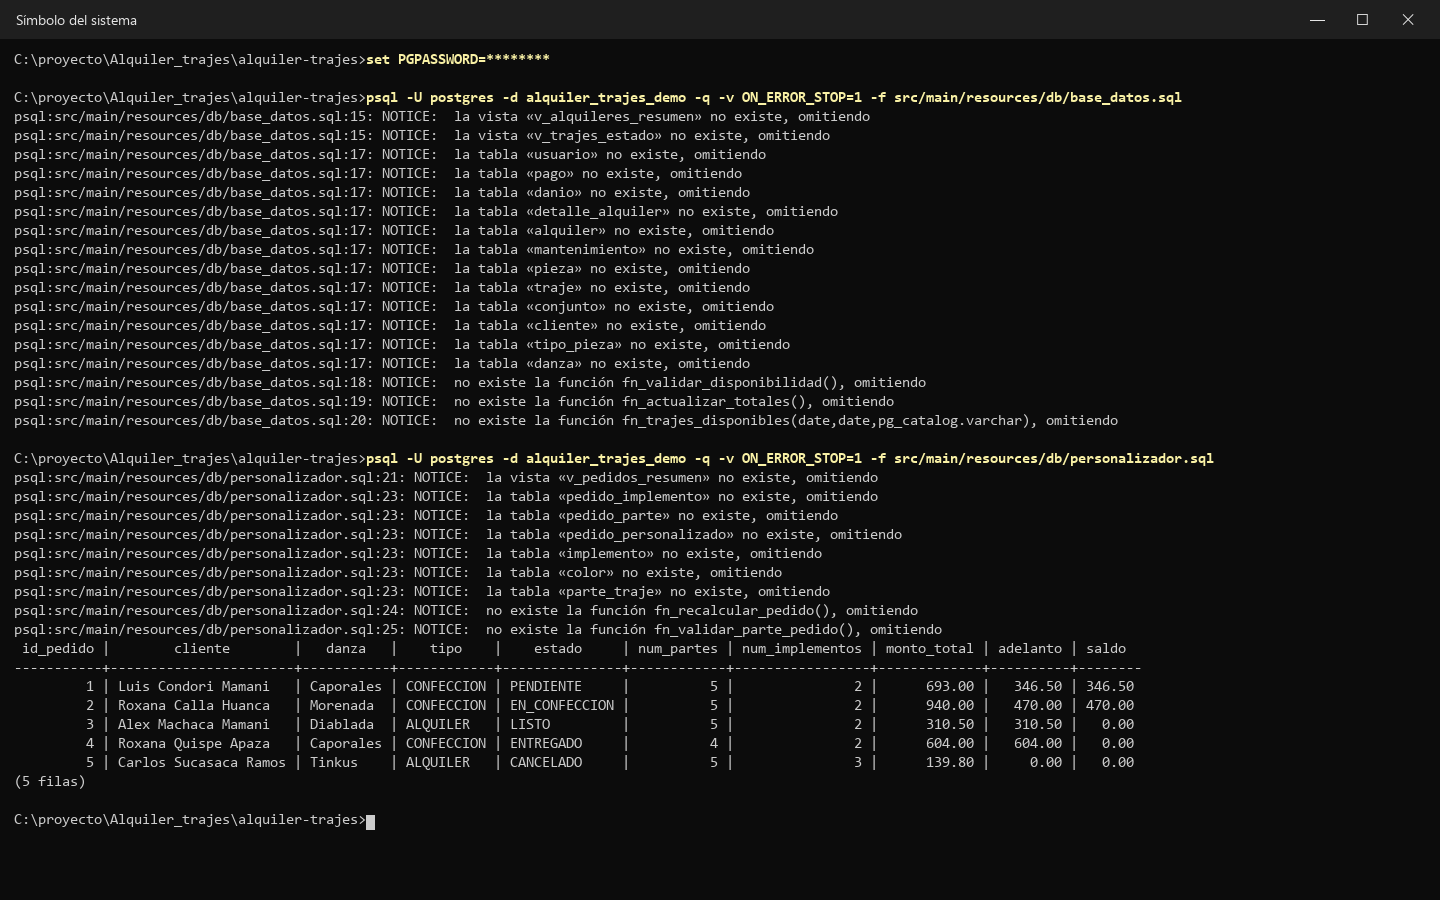 Símbolo del sistema
C:\proyecto\Alquiler_trajes\alquiler-trajes>set PGPASSWORD=********
C:\proyecto\Alquiler_trajes\alquiler-trajes>psql -U postgres -d alquiler_trajes_demo -q -v ON_ERROR_STOP=1 -f src/main/resources/db/base_datos.sql
psql:src/main/resources/db/base_datos.sql:15: NOTICE:  la vista «v_alquileres_resumen» no existe, omitiendo
psql:src/main/resources/db/base_datos.sql:15: NOTICE:  la vista «v_trajes_estado» no existe, omitiendo
psql:src/main/resources/db/base_datos.sql:17: NOTICE:  la tabla «usuario» no existe, omitiendo
psql:src/main/resources/db/base_datos.sql:17: NOTICE:  la tabla «pago» no existe, omitiendo
psql:src/main/resources/db/base_datos.sql:17: NOTICE:  la tabla «danio» no existe, omitiendo
psql:src/main/resources/db/base_datos.sql:17: NOTICE:  la tabla «detalle_alquiler» no existe, omitiendo
psql:src/main/resources/db/base_datos.sql:17: NOTICE:  la tabla «alquiler» no existe, omitiendo
psql:src/main/resources/db/base_datos.sql:17: NOTICE:  la tabla «mantenimiento» no existe, omitiendo
psql:src/main/resources/db/base_datos.sql:17: NOTICE:  la tabla «pieza» no existe, omitiendo
psql:src/main/resources/db/base_datos.sql:17: NOTICE:  la tabla «traje» no existe, omitiendo
psql:src/main/resources/db/base_datos.sql:17: NOTICE:  la tabla «conjunto» no existe, omitiendo
psql:src/main/resources/db/base_datos.sql:17: NOTICE:  la tabla «cliente» no existe, omitiendo
psql:src/main/resources/db/base_datos.sql:17: NOTICE:  la tabla «tipo_pieza» no existe, omitiendo
psql:src/main/resources/db/base_datos.sql:17: NOTICE:  la tabla «danza» no existe, omitiendo
psql:src/main/resources/db/base_datos.sql:18: NOTICE:  no existe la función fn_validar_disponibilidad(), omitiendo
psql:src/main/resources/db/base_datos.sql:19: NOTICE:  no existe la función fn_actualizar_totales(), omitiendo
psql:src/main/resources/db/base_datos.sql:20: NOTICE:  no existe la función fn_trajes_disponibles(date,date,pg_catalog.varchar), omitiendo
C:\proyecto\Alquiler_trajes\alquiler-trajes>psql -U postgres -d alquiler_trajes_demo -q -v ON_ERROR_STOP=1 -f src/main/resources/db/personalizador.sql
psql:src/main/resources/db/personalizador.sql:21: NOTICE:  la vista «v_pedidos_resumen» no existe, omitiendo
psql:src/main/resources/db/personalizador.sql:23: NOTICE:  la tabla «pedido_implemento» no existe, omitiendo
psql:src/main/resources/db/personalizador.sql:23: NOTICE:  la tabla «pedido_parte» no existe, omitiendo
psql:src/main/resources/db/personalizador.sql:23: NOTICE:  la tabla «pedido_personalizado» no existe, omitiendo
psql:src/main/resources/db/personalizador.sql:23: NOTICE:  la tabla «implemento» no existe, omitiendo
psql:src/main/resources/db/personalizador.sql:23: NOTICE:  la tabla «color» no existe, omitiendo
psql:src/main/resources/db/personalizador.sql:23: NOTICE:  la tabla «parte_traje» no existe, omitiendo
psql:src/main/resources/db/personalizador.sql:24: NOTICE:  no existe la función fn_recalcular_pedido(), omitiendo
psql:src/main/resources/db/personalizador.sql:25: NOTICE:  no existe la función fn_validar_parte_pedido(), omitiendo
 id_pedido |        cliente        |   danza   |    tipo    |    estado     | num_partes | num_implementos | monto_total | adelanto | saldo
-----------+-----------------------+-----------+------------+---------------+------------+-----------------+-------------+----------+--------
         1 | Luis Condori Mamani   | Caporales | CONFECCION | PENDIENTE     |          5 |               2 |      693.00 |   346.50 | 346.50
         2 | Roxana Calla Huanca   | Morenada  | CONFECCION | EN_CONFECCION |          5 |               2 |      940.00 |   470.00 | 470.00
         3 | Alex Machaca Mamani   | Diablada  | ALQUILER   | LISTO         |          5 |               2 |      310.50 |   310.50 |   0.00
         4 | Roxana Quispe Apaza   | Caporales | CONFECCION | ENTREGADO     |          4 |               2 |      604.00 |   604.00 |   0.00
         5 | Carlos Sucasaca Ramos | Tinkus    | ALQUILER   | CANCELADO     |          5 |               3 |      139.80 |     0.00 |   0.00
(5 filas)
C:\proyecto\Alquiler_trajes\alquiler-trajes>